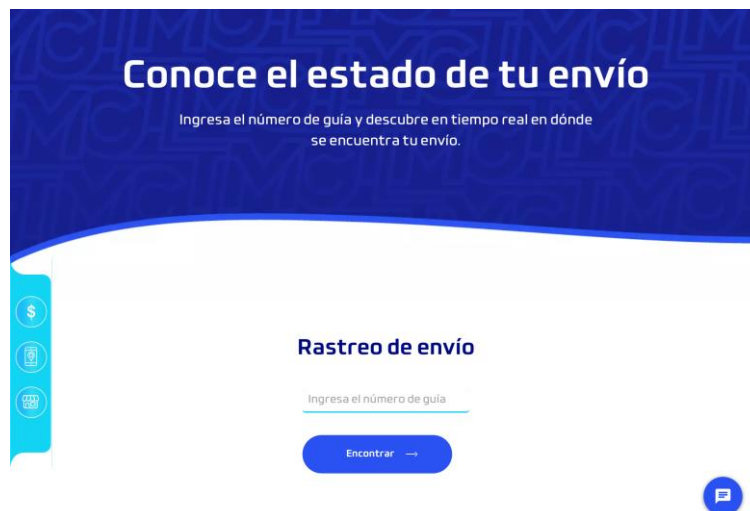 Conoce el estado de tu envío
Ingresa el número de guía y descubre en tiempo real en dónde
se encuentra tu envío.
$
Rastreo de envío
Ingresa el número de guía
Encontrar →